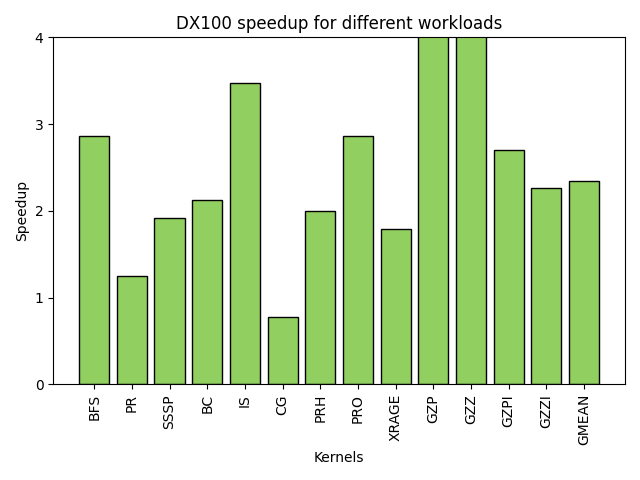 DX100 speedup for different workloads
Speedup
4
3
2
1
0
BFS
PR
SSSP
BC
IS
CG
PRH
PRO
XRAGE
GZP
GZZ
GZPI
GZZI
GMEAN
Kernels